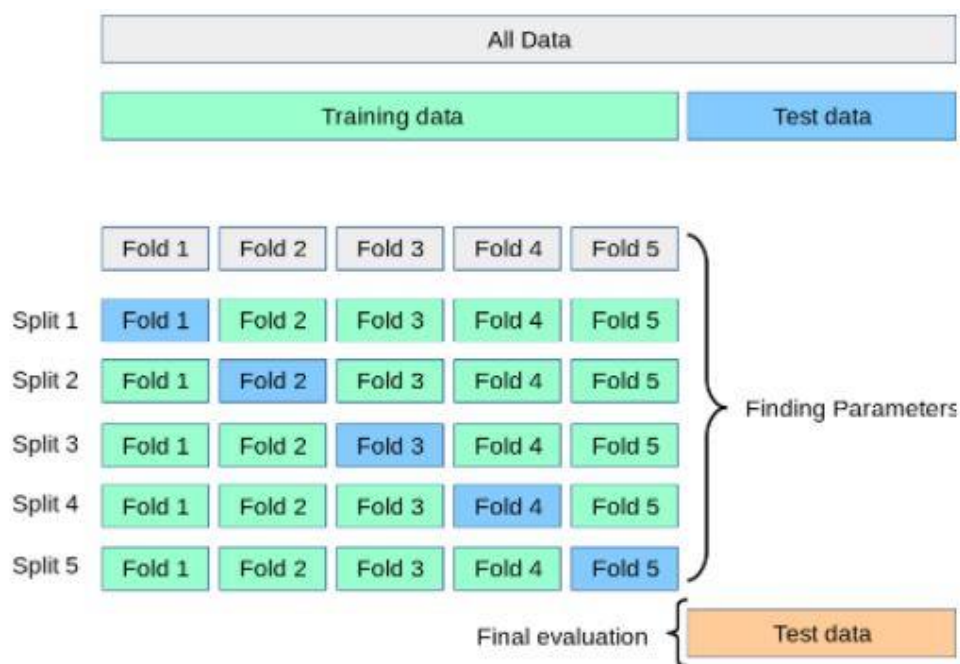 All Data
Training data Test data
Fold 1 Fold 2 Fold 3 Fold 4 Fold 5
Split 1 Fold 1 Fold 2 Fold 3 Fold 4 Fold 5
Split 2 Fold 1 Fold 2 Fold 3 Fold 4 Fold 5
Finding Parameters
Split 3 Fold 1 Fold 2 Fold 3 Fold 4 Fold 5
Split 4 Fold 1 Fold 2 Fold 3 Fold 4 Fold 5
Split 5 Fold 1 Fold 2 Fold 3 Fold 4 Fold 5
Final evaluation Test data